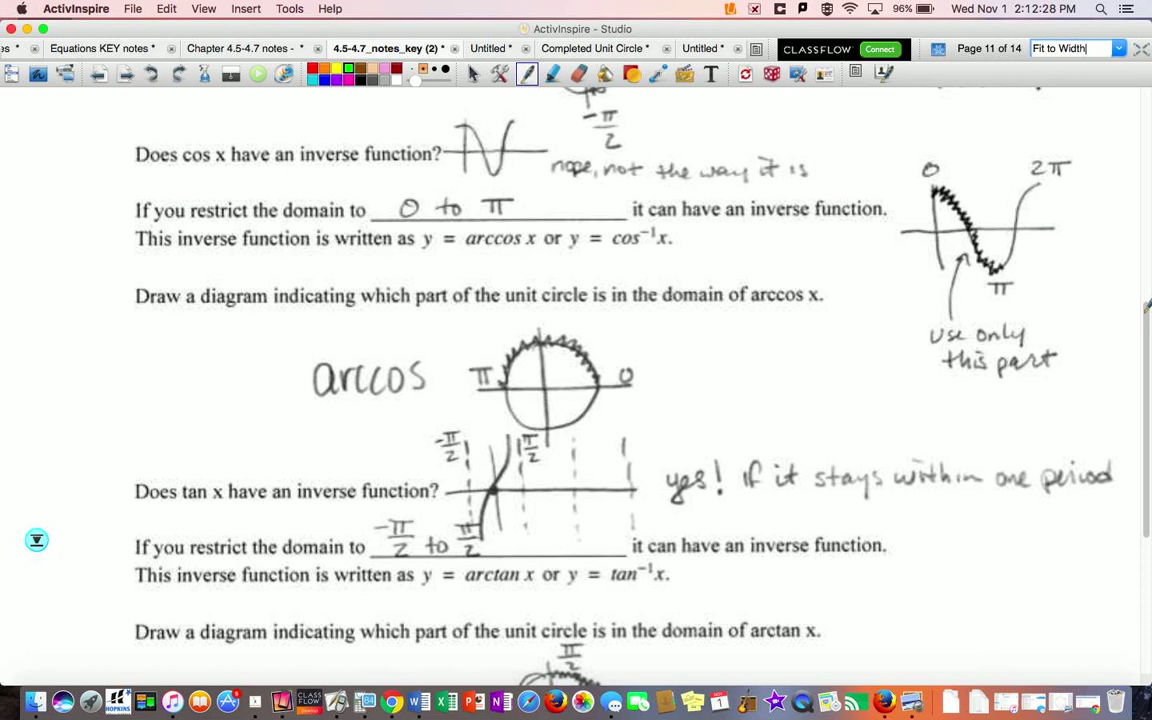 ActivInspire File Edit View Insert Tools Help 96% Wed Nov 1 2:12:28 PM
ActivInspire - Studio
es * Equations KEY notes * Chapter 4.5-4.7 notes - * 4.5-4.7_notes_key (2) * Untitled * Completed Unit Circle * Untitled * CLASSFLOW Connect Page 11 of 14 Fit to Width
-π/2
Does cos x have an inverse function?
nope, not the way it is
0 2π
If you restrict the domain to 0 to π it can have an inverse function.
This inverse function is written as y = arccos x or y = cos⁻¹x.
π
Draw a diagram indicating which part of the unit circle is in the domain of arccos x.
use only
this part
arccos π 0
-π/2 π/2
Does tan x have an inverse function? yes! If it stays within one period
If you restrict the domain to -π/2 to π/2 it can have an inverse function.
This inverse function is written as y = arctan x or y = tan⁻¹x.
Draw a diagram indicating which part of the unit circle is in the domain of arctan x.
π/2
HOPKINS
CLASS
FLOW